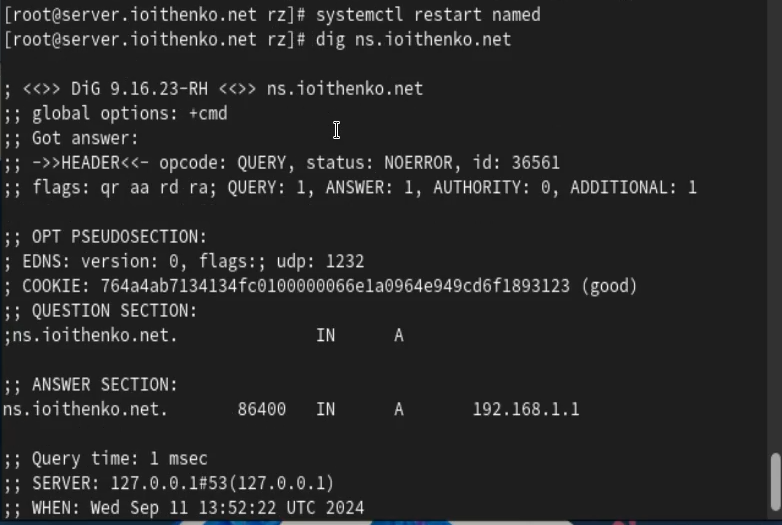 [root@server.ioithenko.net rz]# systemctl restart named
[root@server.ioithenko.net rz]# dig ns.ioithenko.net
; <<>> DiG 9.16.23-RH <<>> ns.ioithenko.net
;; global options: +cmd
;; Got answer:
;; ->>HEADER<<- opcode: QUERY, status: NOERROR, id: 36561
;; flags: qr aa rd ra; QUERY: 1, ANSWER: 1, AUTHORITY: 0, ADDITIONAL: 1
;; OPT PSEUDOSECTION:
; EDNS: version: 0, flags:; udp: 1232
; COOKIE: 764a4ab7134134fc0100000066e1a0964e949cd6f1893123 (good)
;; QUESTION SECTION:
;ns.ioithenko.net. IN A
;; ANSWER SECTION:
ns.ioithenko.net. 86400 IN A 192.168.1.1
;; Query time: 1 msec
;; SERVER: 127.0.0.1#53(127.0.0.1)
;; WHEN: Wed Sep 11 13:52:22 UTC 2024